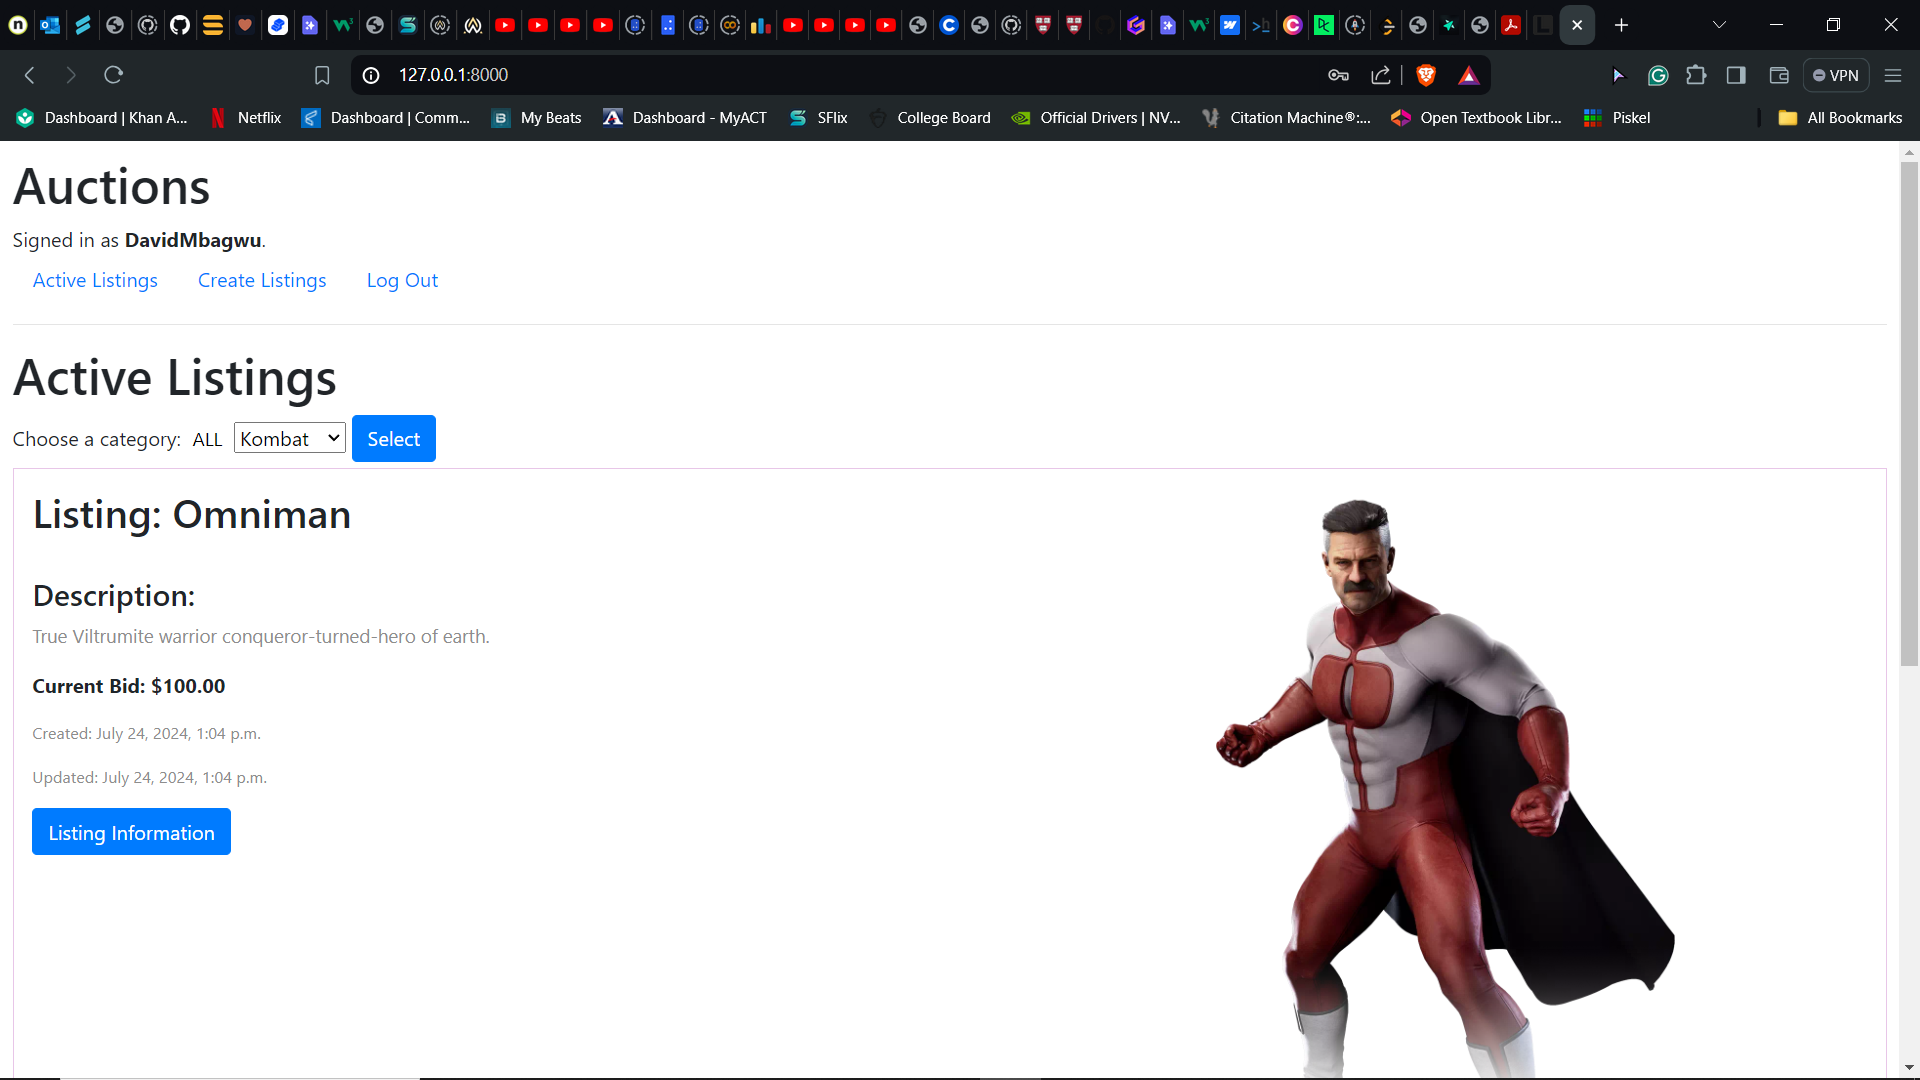 127.0.0.1:8000
VPN
Dashboard | Khan A...
Netflix
Dashboard | Comm...
My Beats
Dashboard - MyACT
SFlix
College Board
Official Drivers | NV...
Citation Machine®:...
Open Textbook Libr...
Piskel
All Bookmarks
Auctions
Signed in as DavidMbagwu.
Active Listings Create Listings Log Out
Active Listings
Choose a category: ALL Kombat Select
Listing: Omniman
Description:
True Viltrumite warrior conqueror-turned-hero of earth.
Current Bid: $100.00
Created: July 24, 2024, 1:04 p.m.
Updated: July 24, 2024, 1:04 p.m.
Listing Information